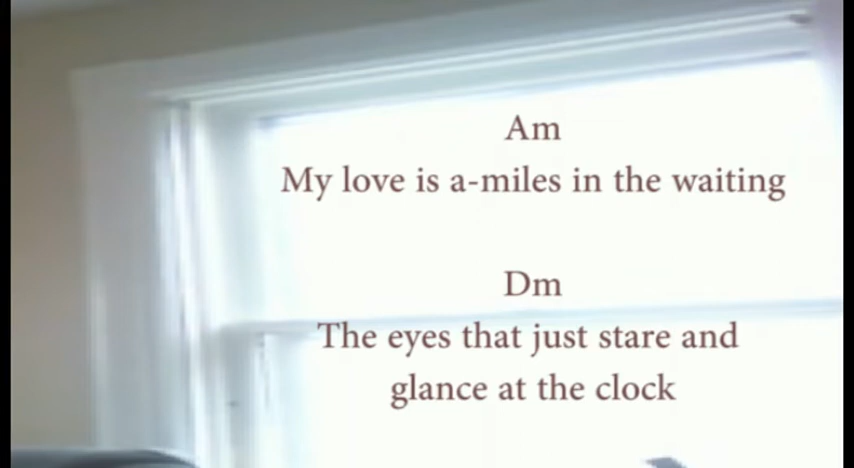 Am
My love is a-miles in the waiting
Dm
The eyes that just stare and
glance at the clock